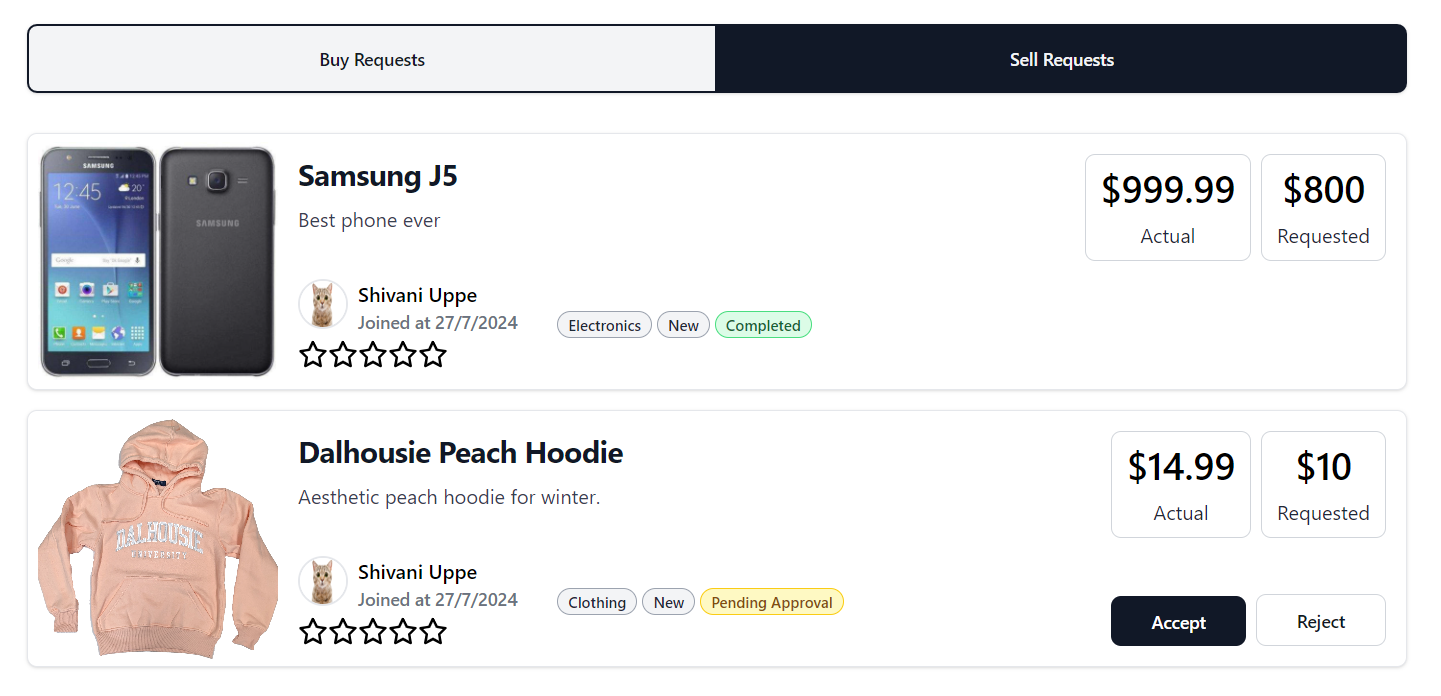 Buy Requests
Sell Requests
SAMSUNG
12:45
20°
Google
SAMSUNG
Samsung J5
Best phone ever
$999.99
Actual
$800
Requested
Shivani Uppe
Joined at 27/7/2024
Electronics
New
Completed
DALHOUSIE
UNIVERSITY
Dalhousie Peach Hoodie
Aesthetic peach hoodie for winter.
$14.99
Actual
$10
Requested
Shivani Uppe
Joined at 27/7/2024
Clothing
New
Pending Approval
Accept
Reject